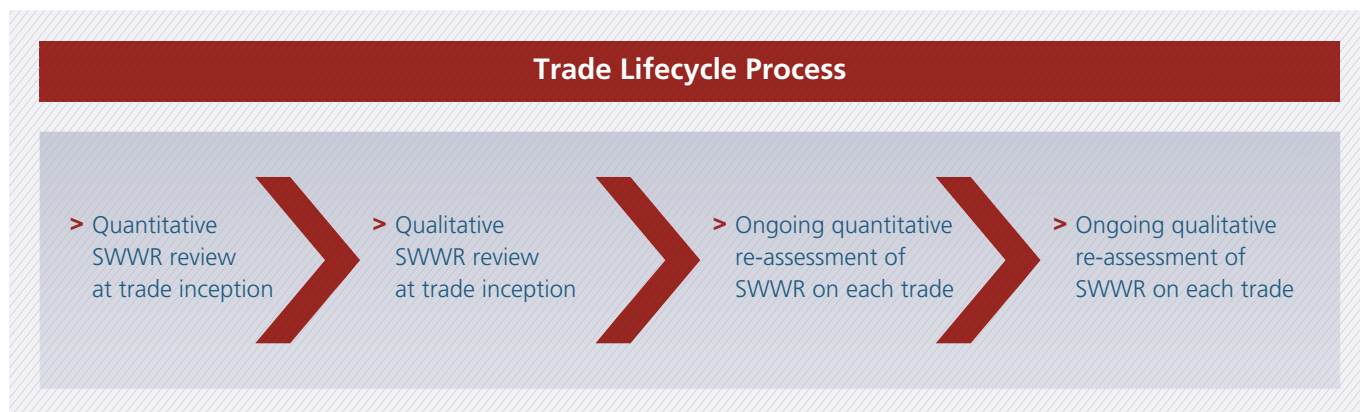 Trade Lifecycle Process
> Quantitative
SWWR review
at trade inception
> Qualitative
SWWR review
at trade inception
> Ongoing quantitative
re-assessment of
SWWR on each trade
> Ongoing qualitative
re-assessment of
SWWR on each trade